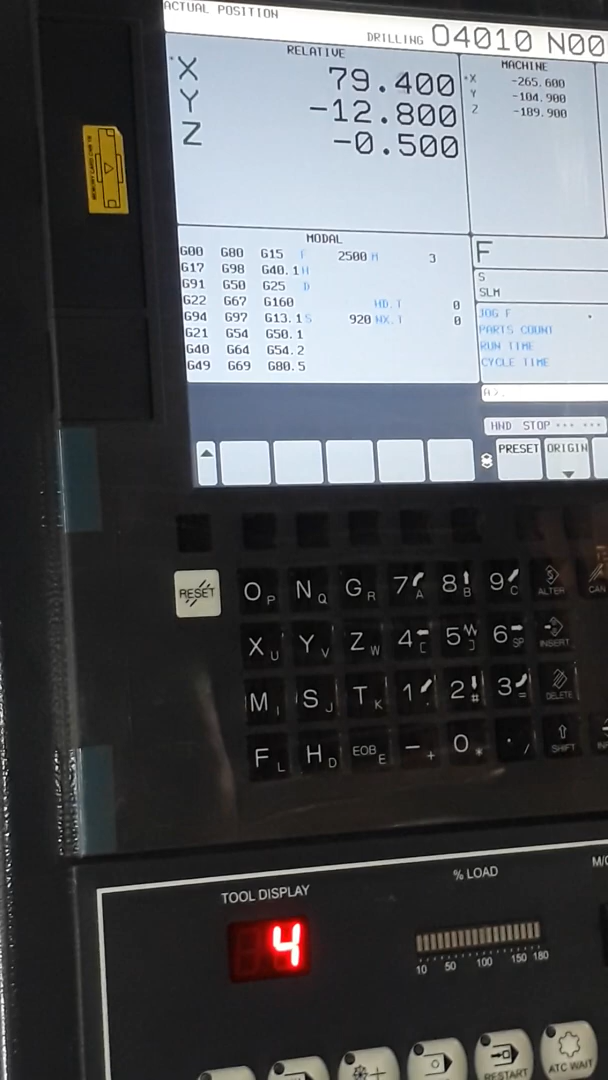 ACTUAL POSITION
DRILLING O4010 N00
RELATIVE
X 79.400
Y -12.800
Z -0.500
MACHINE
X -265.600
Y -104.900
Z -189.900
MODAL
G00 G80 G15 F 2500 M 3
G17 G98 G40.1 H
G91 G50 G25 D
G22 G67 G160 HD.T 0
G94 G97 G13.1 S 920 NX.T 0
G21 G54 G50.1
G40 G64 G54.2
G49 G69 G80.5
F
S
SLM
JOG F
PARTS COUNT
RUN TIME
CYCLE TIME
A>
HND STOP *** ***
PRESET ORIGIN
MEMORY CARD
RESET O P N Q G R 7 A 8 B 9 C ALTER CAN
X U Y V Z W 4 [ 5 ] 6 SP INSERT
M I S J T K 1 , 2 # 3 = DELETE
F L H D EOB E - + 0 * . / SHIFT
TOOL DISPLAY
% LOAD
4
10 50 100 150 180
RESTART
ATC WAIT